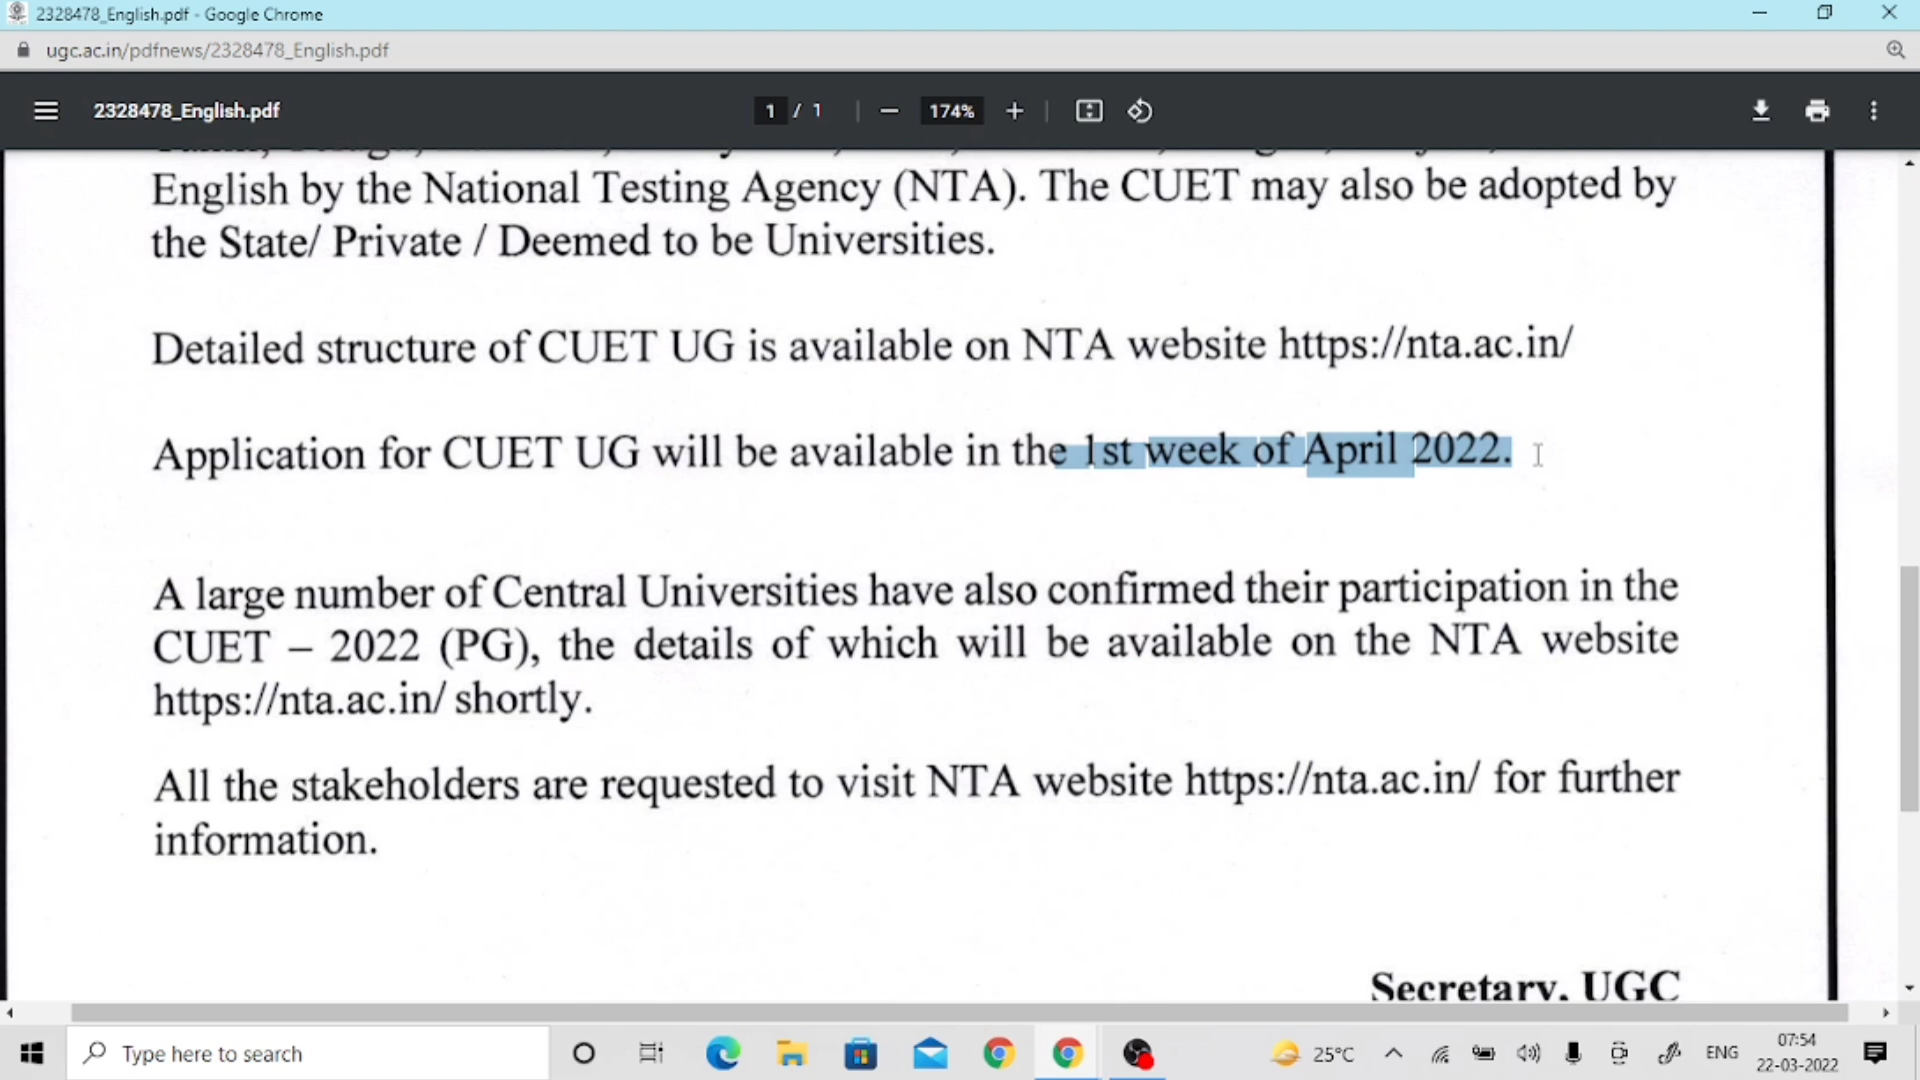 2328478_English.pdf - Google Chrome
ugc.ac.in/pdfnews/2328478_English.pdf
2328478_English.pdf 1 / 1 174%
English by the National Testing Agency (NTA). The CUET may also be adopted by
the State/ Private / Deemed to be Universities.
Detailed structure of CUET UG is available on NTA website https://nta.ac.in/
Application for CUET UG will be available in the 1st week of April 2022.
A large number of Central Universities have also confirmed their participation in the
CUET – 2022 (PG), the details of which will be available on the NTA website
https://nta.ac.in/ shortly.
All the stakeholders are requested to visit NTA website https://nta.ac.in/ for further
information.
Secretary, UGC
Type here to search
25°C
ENG
07:54
22-03-2022